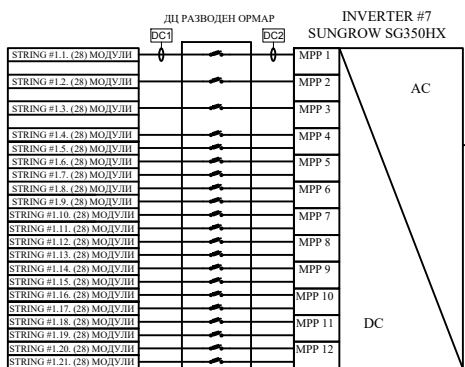 ДЦ РАЗВОДЕН ОРМАР
INVERTER #7
SUNGROW SG350HX
DC1
DC2
STRING #1.1. (28) МОДУЛИ
STRING #1.2. (28) МОДУЛИ
STRING #1.3. (28) МОДУЛИ
STRING #1.4. (28) МОДУЛИ
STRING #1.5. (28) МОДУЛИ
STRING #1.6. (28) МОДУЛИ
STRING #1.7. (28) МОДУЛИ
STRING #1.8. (28) МОДУЛИ
STRING #1.9. (28) МОДУЛИ
STRING #1.10. (28) МОДУЛИ
STRING #1.11. (28) МОДУЛИ
STRING #1.12. (28) МОДУЛИ
STRING #1.13. (28) МОДУЛИ
STRING #1.14. (28) МОДУЛИ
STRING #1.15. (28) МОДУЛИ
STRING #1.16. (28) МОДУЛИ
STRING #1.17. (28) МОДУЛИ
STRING #1.18. (28) МОДУЛИ
STRING #1.19. (28) МОДУЛИ
STRING #1.20. (28) МОДУЛИ
STRING #1.21. (28) МОДУЛИ
MPP 1
MPP 2
MPP 3
MPP 4
MPP 5
MPP 6
MPP 7
MPP 8
MPP 9
MPP 10
MPP 11
MPP 12
AC
DC